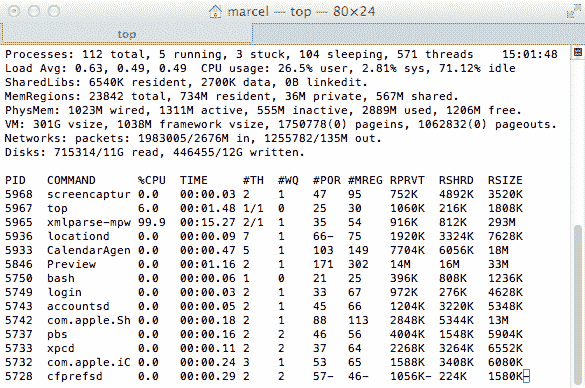 marcel — top — 80×24
top
Processes: 112 total, 5 running, 3 stuck, 104 sleeping, 571 threads 15:01:48
Load Avg: 0.63, 0.49, 0.49 CPU usage: 26.5% user, 2.81% sys, 71.12% idle
SharedLibs: 6540K resident, 2700K data, 0B linkedit.
MemRegions: 23842 total, 734M resident, 36M private, 567M shared.
PhysMem: 1023M wired, 1311M active, 555M inactive, 2889M used, 1206M free.
VM: 301G vsize, 1038M framework vsize, 1750778(0) pageins, 1062832(0) pageouts.
Networks: packets: 1983005/2676M in, 1255782/135M out.
Disks: 715314/11G read, 446455/12G written.
PID COMMAND %CPU TIME #TH #WQ #POR #MREG RPRVT RSHRD RSIZE
5968 screencaptur 0.0 00:00.03 2 1 47 95 752K 4892K 3520K
5967 top 6.0 00:01.48 1/1 0 25 30 1060K 216K 1808K
5965 xmlparse-mpw 99.9 00:15.27 2/1 1 35 54 916K 812K 293M
5936 locationd 0.0 00:00.09 7 1 66- 75 1920K 3324K 7628K
5933 CalendarAgen 0.0 00:00.47 5 1 103 149 7704K 6056K 18M
5846 Preview 0.0 00:01.16 2 1 171 302 14M 16M 33M
5750 bash 0.0 00:00.06 1 0 21 25 396K 808K 1236K
5749 login 0.0 00:00.03 2 1 33 67 972K 276K 4628K
5743 accountsd 0.0 00:00.05 2 1 45 66 1204K 3220K 5348K
5742 com.apple.Sh 0.0 00:00.18 2 1 88 113 2848K 5344K 13M
5737 pbs 0.0 00:00.16 2 2 46 56 4004K 1548K 5904K
5733 xpcd 0.0 00:00.11 2 2 37 64 2268K 3264K 6552K
5732 com.apple.iC 0.0 00:00.24 3 1 53 65 1588K 3408K 6080K
5728 cfprefsd 0.0 00:00.29 2 2 57- 46- 1056K- 224K 1580K